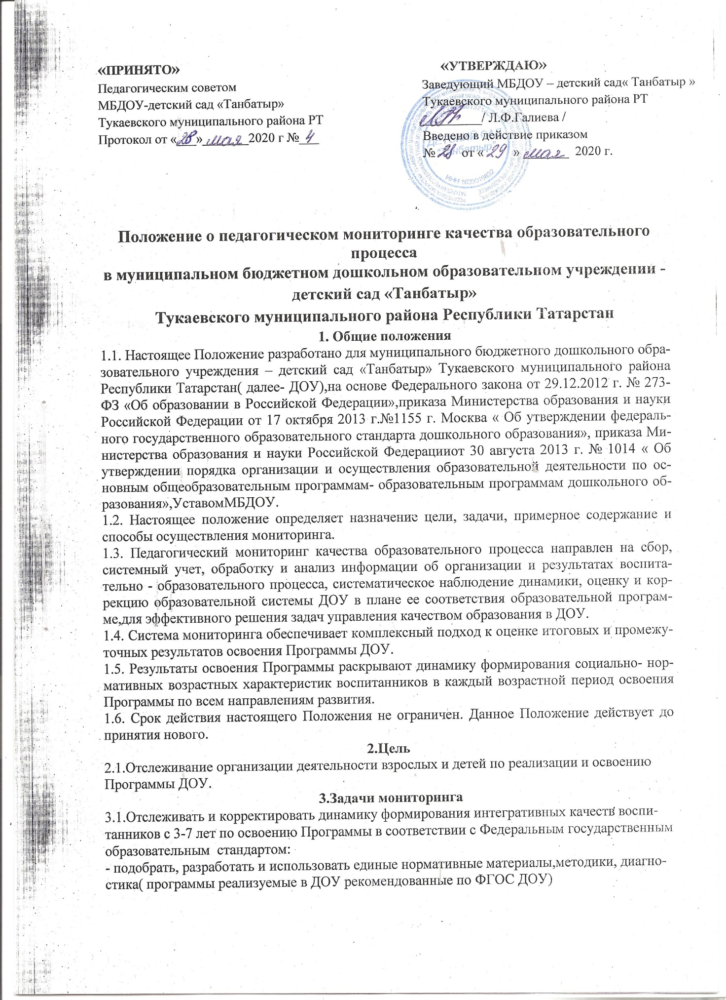 «ПРИНЯТО»
Педагогическим советом
МБДОУ-детский сад «Танбатыр»
Тукаевского муниципального района РТ
Протокол от «28» мая 2020 г № 4
«УТВЕРЖДАЮ»
Заведующий МБДОУ – детский сад« Танбатыр »
Тукаевского муниципального района РТ
/ Л.Ф.Галиева /
Введено в действие приказом
№ 28 от « 29 » мая 2020 г.
ДЕТСКИЙ САД
"Танбатыр"
ИНН 1639019832
Положение о педагогическом мониторинге качества образовательного
процесса
в муниципальном бюджетном дошкольном образовательном учреждении -
детский сад «Танбатыр»
Тукаевского муниципального района Республики Татарстан
1. Общие положения
1.1. Настоящее Положение разработано для муниципального бюджетного дошкольного обра-
зовательного учреждения – детский сад «Танбатыр» Тукаевского муниципального района
Республики Татарстан( далее- ДОУ),на основе Федерального закона от 29.12.2012 г. № 273-
ФЗ «Об образовании в Российской Федерации»,приказа Министерства образования и науки
Российской Федерации от 17 октября 2013 г.№1155 г. Москва « Об утверждении федераль-
ного государственного образовательного стандарта дошкольного образования», приказа Ми-
нистерства образования и науки Российской Федерацииот 30 августа 2013 г. № 1014 « Об
утверждении порядка организации и осуществления образовательной деятельности по ос-
новным общеобразовательным программам- образовательным программам дошкольного об-
разования»,УставомМБДОУ.
1.2. Настоящее положение определяет назначение цели, задачи, примерное содержание и
способы осуществления мониторинга.
1.3. Педагогический мониторинг качества образовательного процесса направлен на сбор,
системный учет, обработку и анализ информации об организации и результатах воспита-
тельно - образовательного процесса, систематическое наблюдение динамики, оценку и кор-
рекцию образовательной системы ДОУ в плане ее соответствия образовательной програм-
ме,для эффективного решения задач управления качеством образования в ДОУ.
1.4. Система мониторинга обеспечивает комплексный подход к оценке итоговых и промежу-
точных результатов освоения Программы ДОУ.
1.5. Результаты освоения Программы раскрывают динамику формирования социально- нор-
мативных возрастных характеристик воспитанников в каждый возрастной период освоения
Программы по всем направлениям развития.
1.6. Срок действия настоящего Положения не ограничен. Данное Положение действует до
принятия нового.
2.Цель
2.1.Отслеживание организации деятельности взрослых и детей по реализации и освоению
Программы ДОУ.
3.Задачи мониторинга
3.1.Отслеживать и корректировать динамику формирования интегративных качеств воспи-
танников с 3-7 лет по освоению Программы в соответствии с Федеральным государственным
образовательным стандартом:
- подобрать, разработать и использовать единые нормативные материалы,методики, диагно-
стика( программы реализуемые в ДОУ рекомендованные по ФГОС ДОУ)